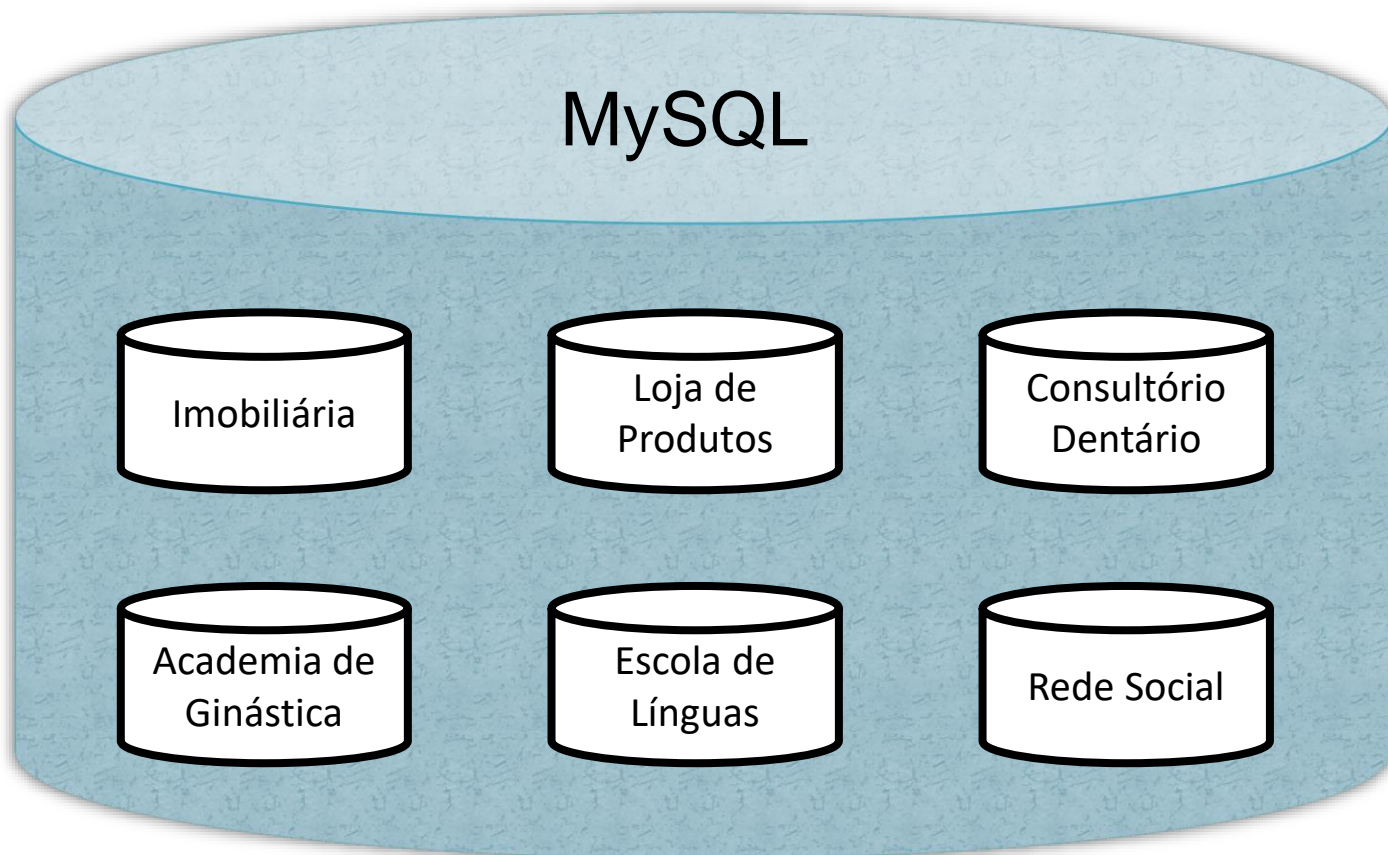 MySQL
Imobiliária
Loja de
Produtos
Consultório
Dentário
Academia de
Ginástica
Escola de
Línguas
Rede Social